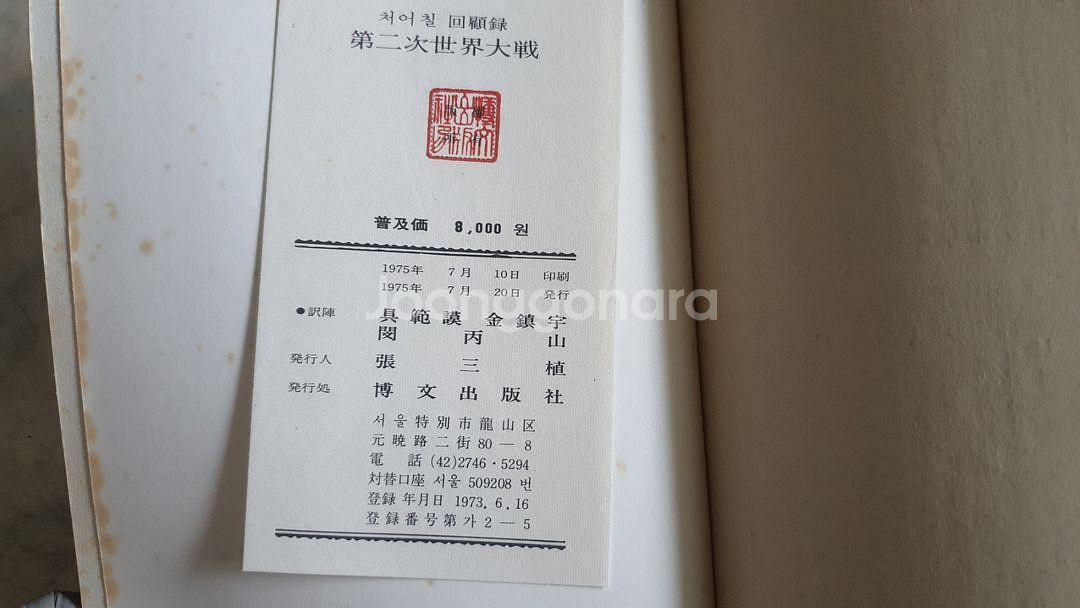 처어칠 回顧録
第二次世界大戦
普及価 8,000 원
1975年 7月 10日 印刷
1975年 7月 20日 発行
●訳陣 具範謨 金鎮宇
閔丙山
発行人 張三植
発行処 博文出版社
서울特別市龍山区
元暁路二街 80 — 8
電話 (42)2746·5294
対替口座 서울 509208 번
登録年月日 1973. 6. 16
登録番号第가 2 — 5
Joonggonara